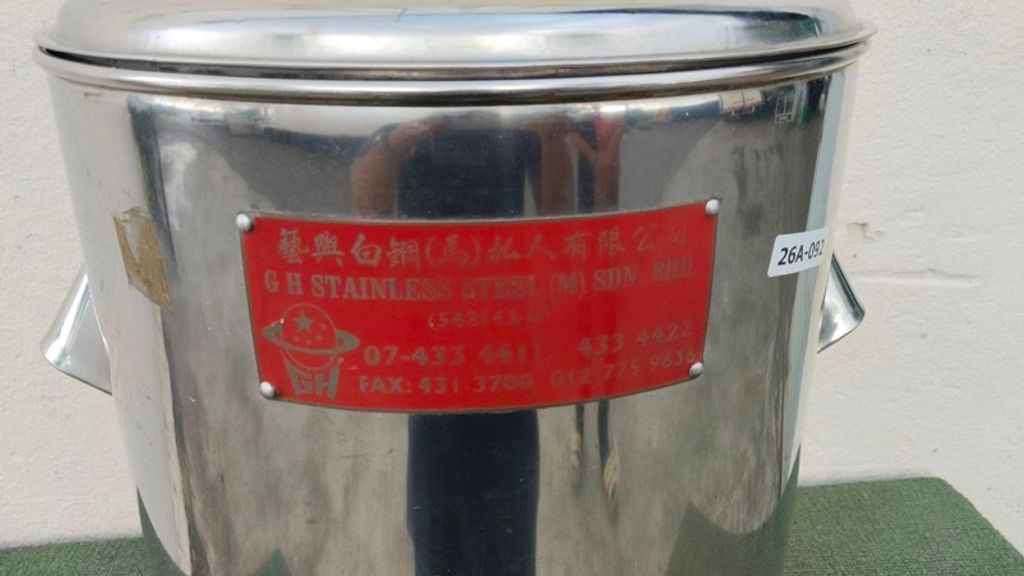 藝興白鋼(馬)私人有限公司
G H STAINLESS STEEL (M) SDN. BHD.
07-433 4411 433 4422
GH
FAX: 431 3700 012 775 9636
26A-092